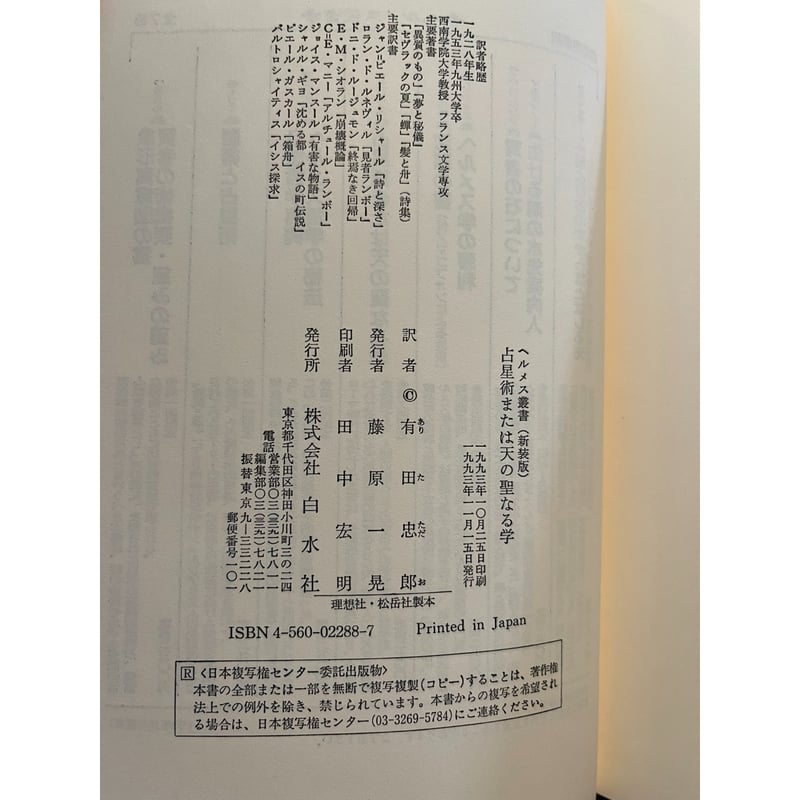 訳者略歴
一九二八年生
一九五三年九州大学卒
西南学院大学教授　フランス文学専攻
主要著書
「異質のもの」「夢と秘儀」
「セヴラックの夏」「蟬」「髪と舟」（詩集）
主要訳書
ジャン=ピエール・リシャール「詩と深さ」
ロラン・ド・ルネヴィル「見者ランボー」
ドニ・ド・ルージュモン「終焉なき回帰」
E・M・シオラン「崩壊概論」
C=E・マニー「アルチュール・ランボー」
ジョイス・マンスール「有害な物語」
シャルル・ギヨ「沈める都　イスの町伝説」
ピエール・ガスカール「箱舟」
バルトロシャイティス「イシス探求」
ヘルメス叢書（新装版）
占星術または天の聖なる学
一九九三年一〇月二五日印刷
一九九三年一一月一五日発行
訳者 © 有田忠郎
あり た ただ お
発行者 藤原一晃
印刷者 田中宏明
発行所 株式会社 白水社
東京都千代田区神田小川町三の二四
電話 営業部〇三（三二九一）七八一一
編集部〇三（三二九一）七八二一
振替東京 九―三三二二八
郵便番号 一〇一
理想社・松岳社製本
ISBN 4-560-02288-7 Printed in Japan
R 〈日本複写権センター委託出版物〉
本書の全部または一部を無断で複写複製（コピー）することは、著作権
法上での例外を除き、禁じられています。本書からの複写を希望され
る場合は、日本複写権センター（03-3269-5784）にご連絡ください。